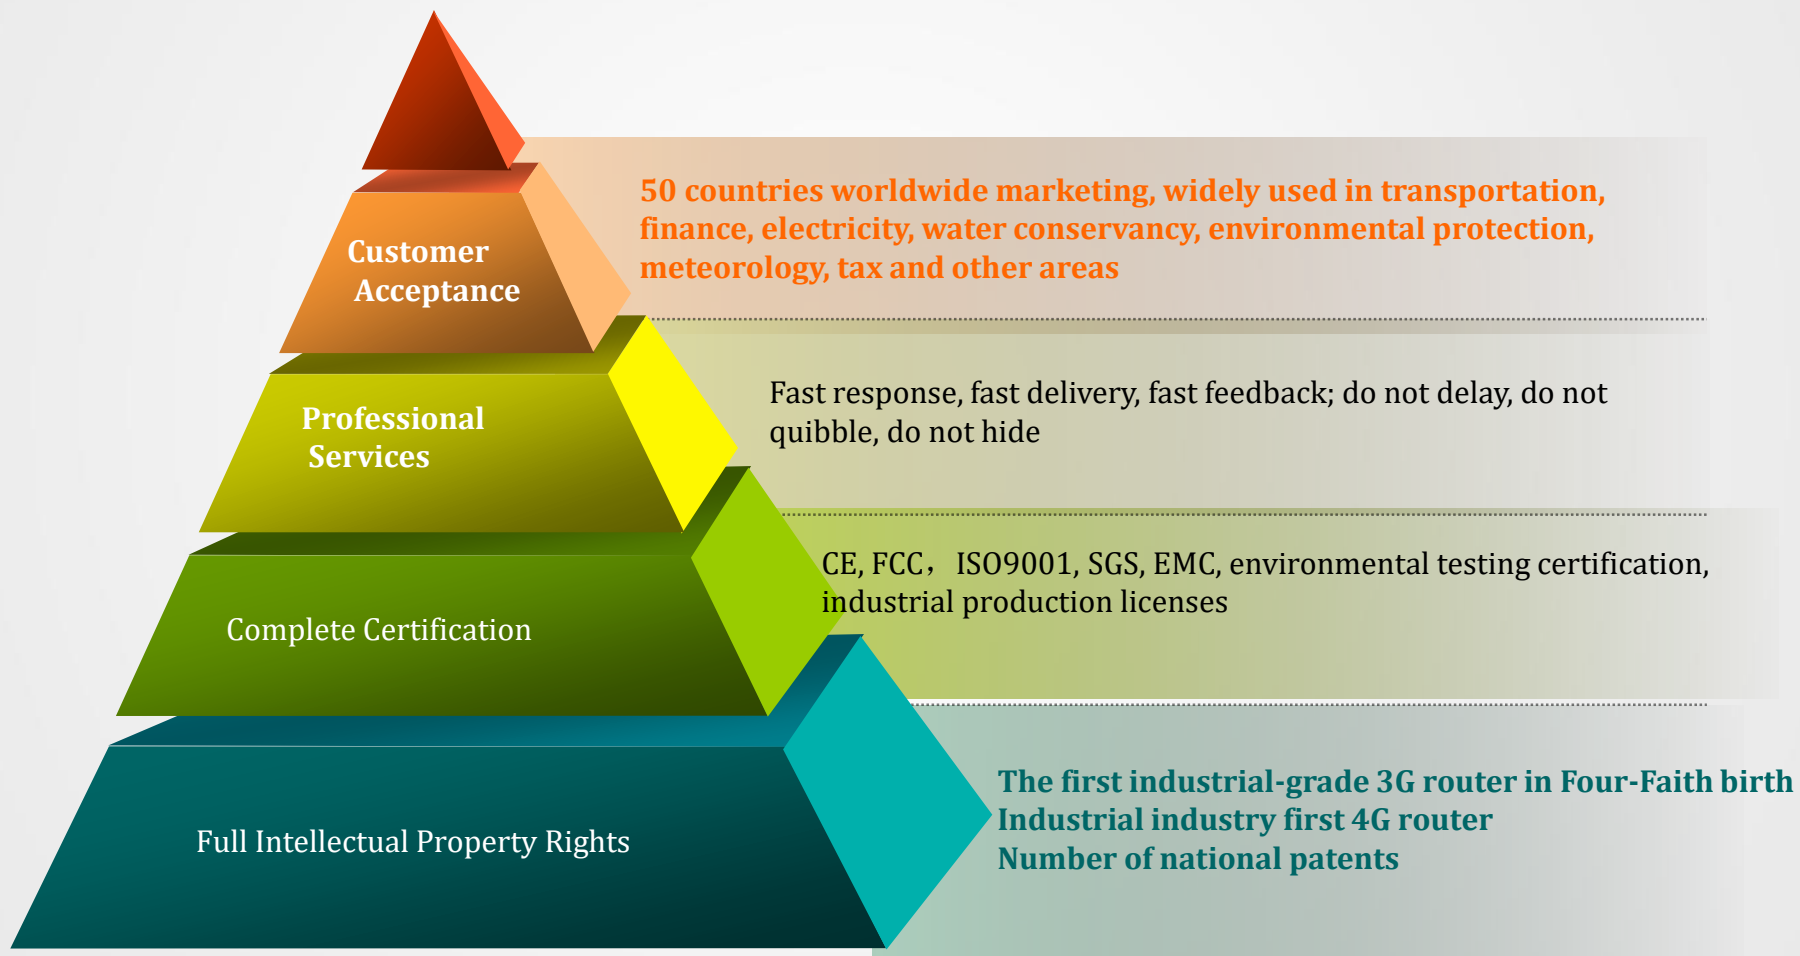 50 countries worldwide marketing, widely used in transportation,
finance, electricity, water conservancy, environmental protection,
meteorology, tax and other areas
Customer
Acceptance
Fast response, fast delivery, fast feedback; do not delay, do not
quibble, do not hide
Professional
Services
CE, FCC，ISO9001, SGS, EMC, environmental testing certification,
industrial production licenses
Complete Certification
The first industrial-grade 3G router in Four-Faith birth
Industrial industry first 4G router
Number of national patents
Full Intellectual Property Rights